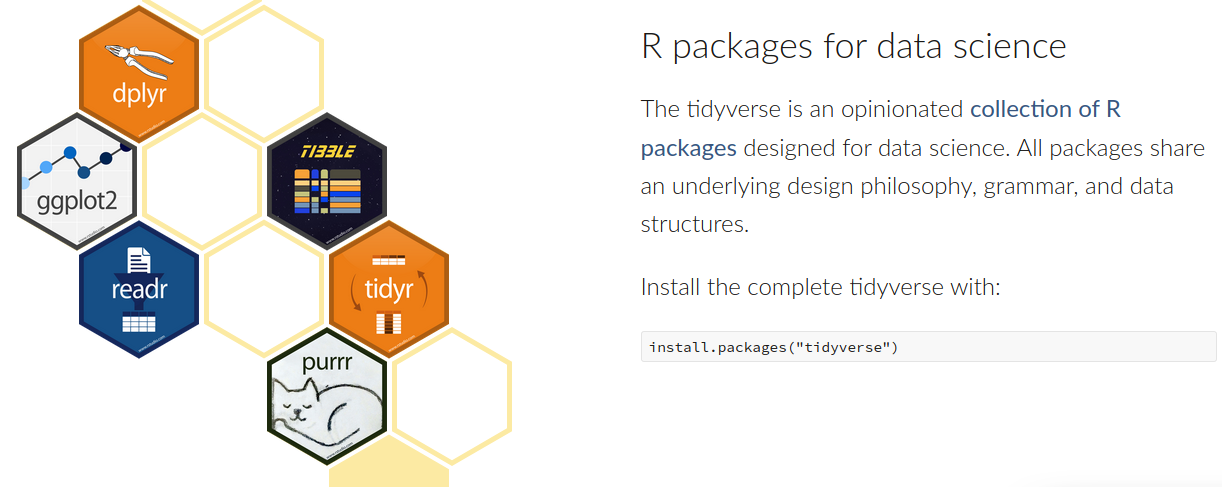 dplyr
ggplot2
TIBBLE
readr
tidyr
purrr
R packages for data science
The tidyverse is an opinionated collection of R
packages designed for data science. All packages share
an underlying design philosophy, grammar, and data
structures.
Install the complete tidyverse with:
install.packages("tidyverse")